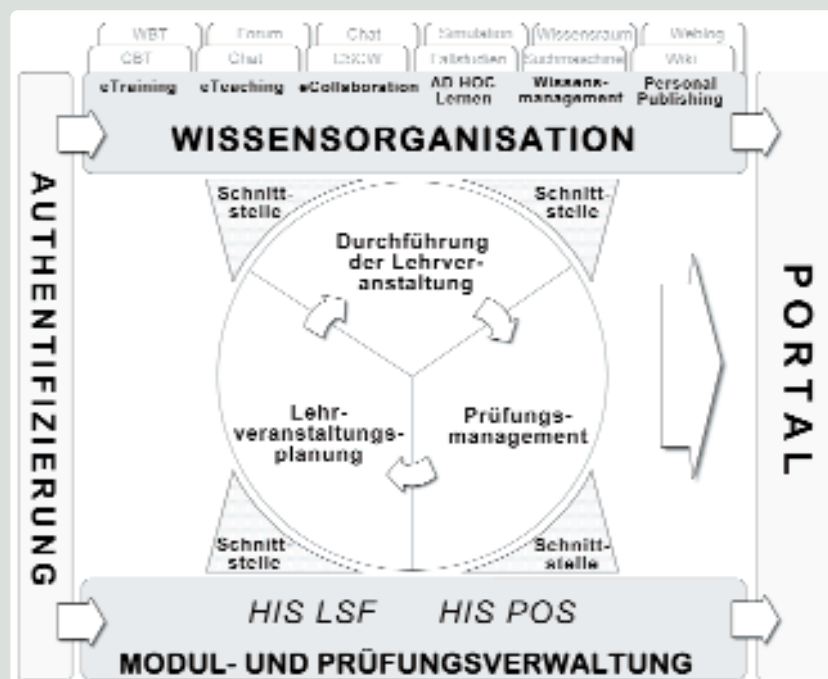 WBT Forum Chat Simulation Wissensraum Weblog
CBT Chat CSCW Fallstudien Suchmaschine Wiki
eTraining eTeaching eCollaboration AD HOC Lernen Wissens-management Personal Publishing
WISSENSORGANISATION
AUTHENTIFIZIERUNG
Schnitt-
stelle
Schnitt-
stelle
Durchführung
der Lehrver-
anstaltung
Lehr-
veranstaltungs-
planung
Prüfungs-
management
Schnitt-
stelle
Schnitt-
stelle
PORTAL
HIS LSF HIS POS
MODUL- UND PRÜFUNGSVERWALTUNG